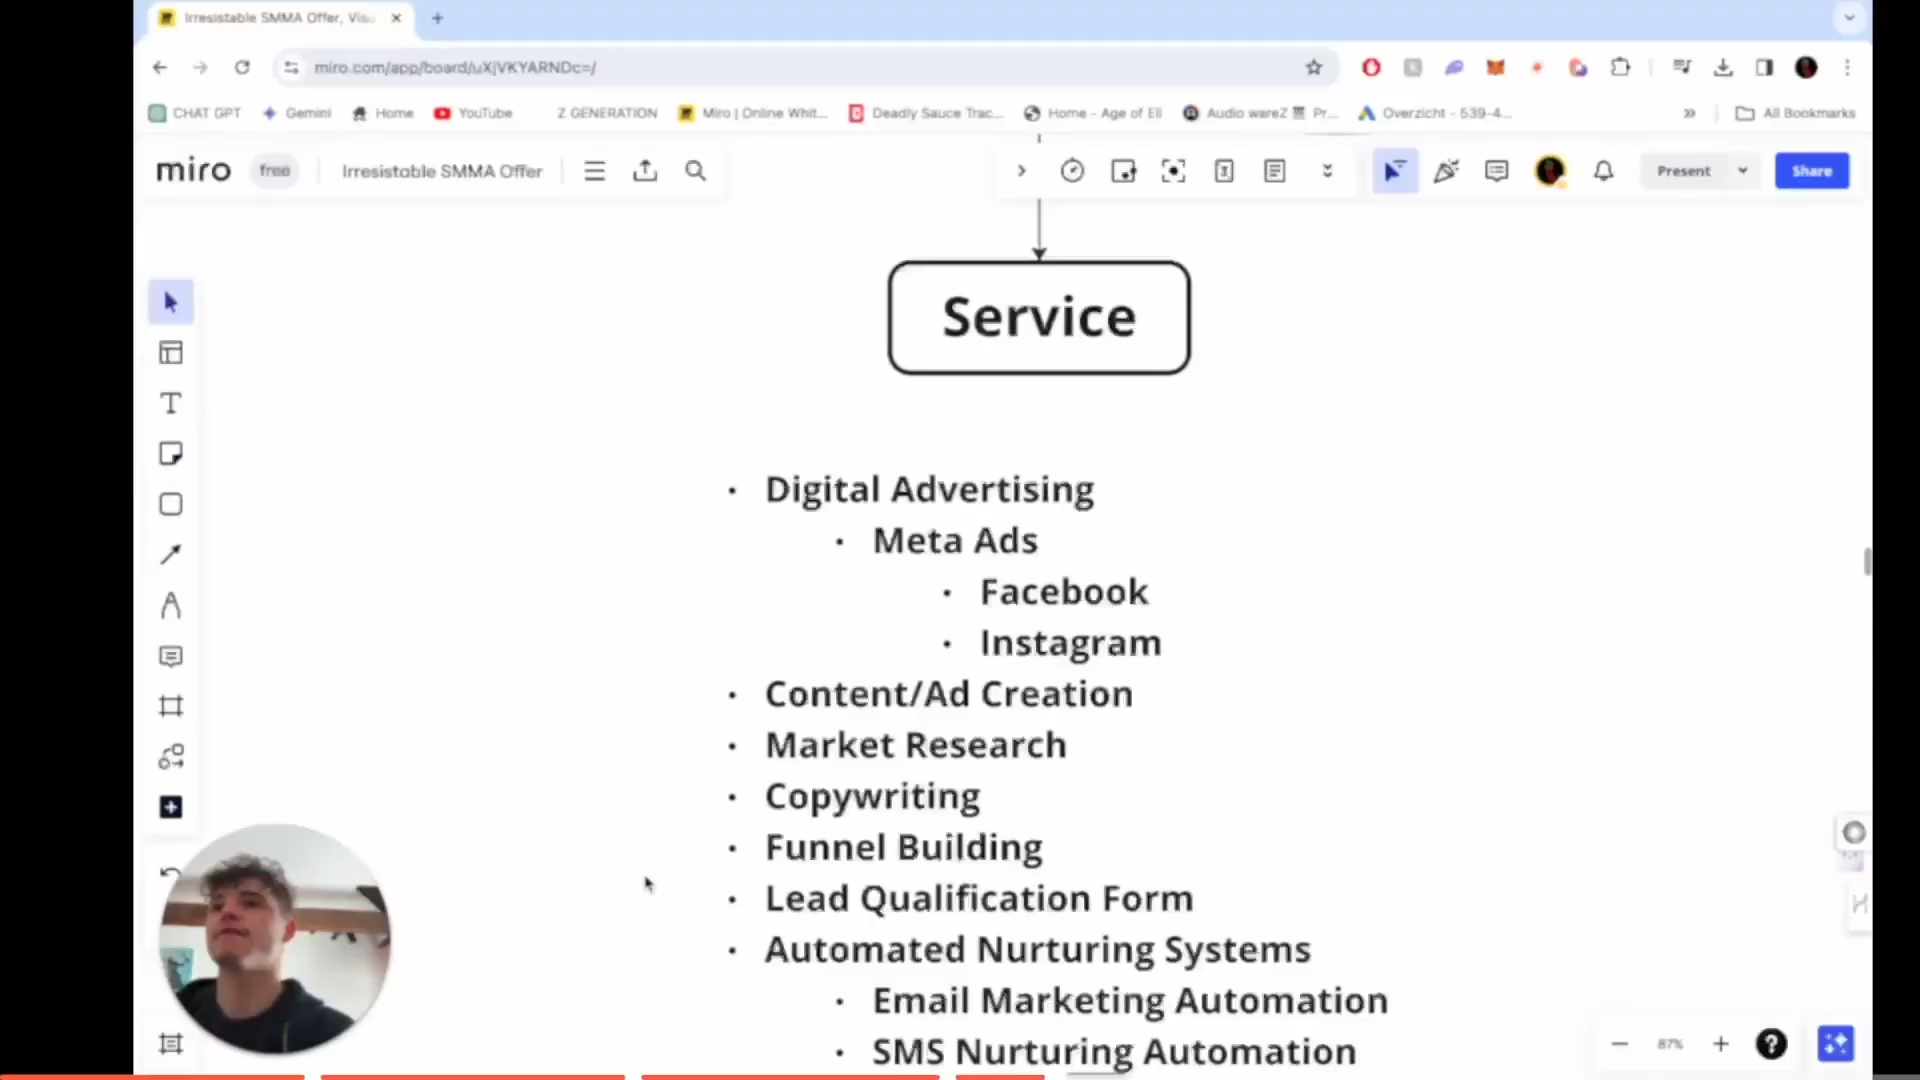 Irresistable SMMA Offer, Visu
miro.com/app/board/uXjVKYARNDc=/
CHAT GPT
Gemini
Home
YouTube
Z GENERATION
Miro | Online Whit...
Deadly Sauce Trac...
Home - Age of Eli
Audio wareZ
Pr...
Overzicht - 539-4...
All Bookmarks
miro
free
Irresistable SMMA Offer
Present
Share
Service
· Digital Advertising
· Meta Ads
· Facebook
· Instagram
· Content/Ad Creation
· Market Research
· Copywriting
· Funnel Building
· Lead Qualification Form
· Automated Nurturing Systems
· Email Marketing Automation
· SMS Nurturing Automation
87%